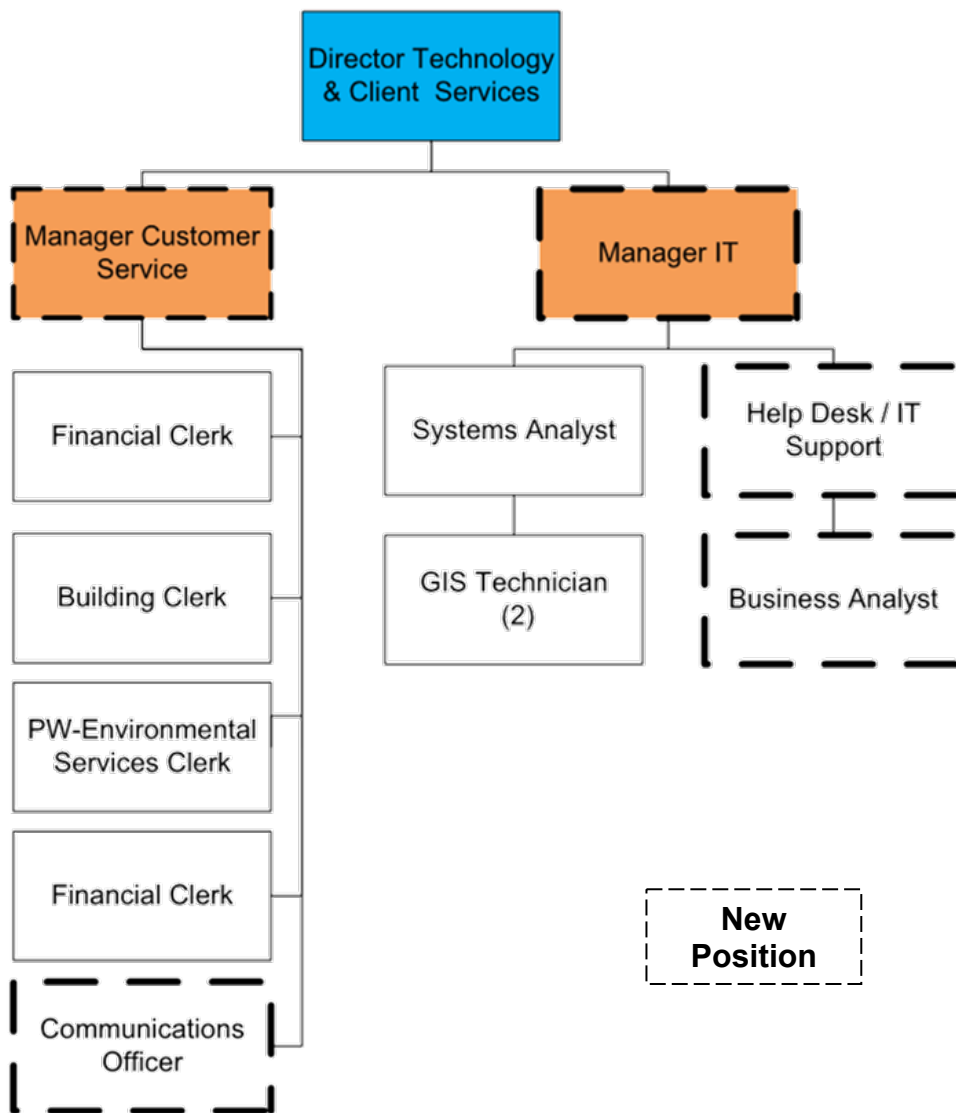 Director Technology
& Client Services
Manager Customer
Service
Manager IT
Financial Clerk
Systems Analyst
Help Desk / IT
Support
Building Clerk
GIS Technician
(2)
Business Analyst
PW-Environmental
Services Clerk
Financial Clerk
New
Position
Communications
Officer